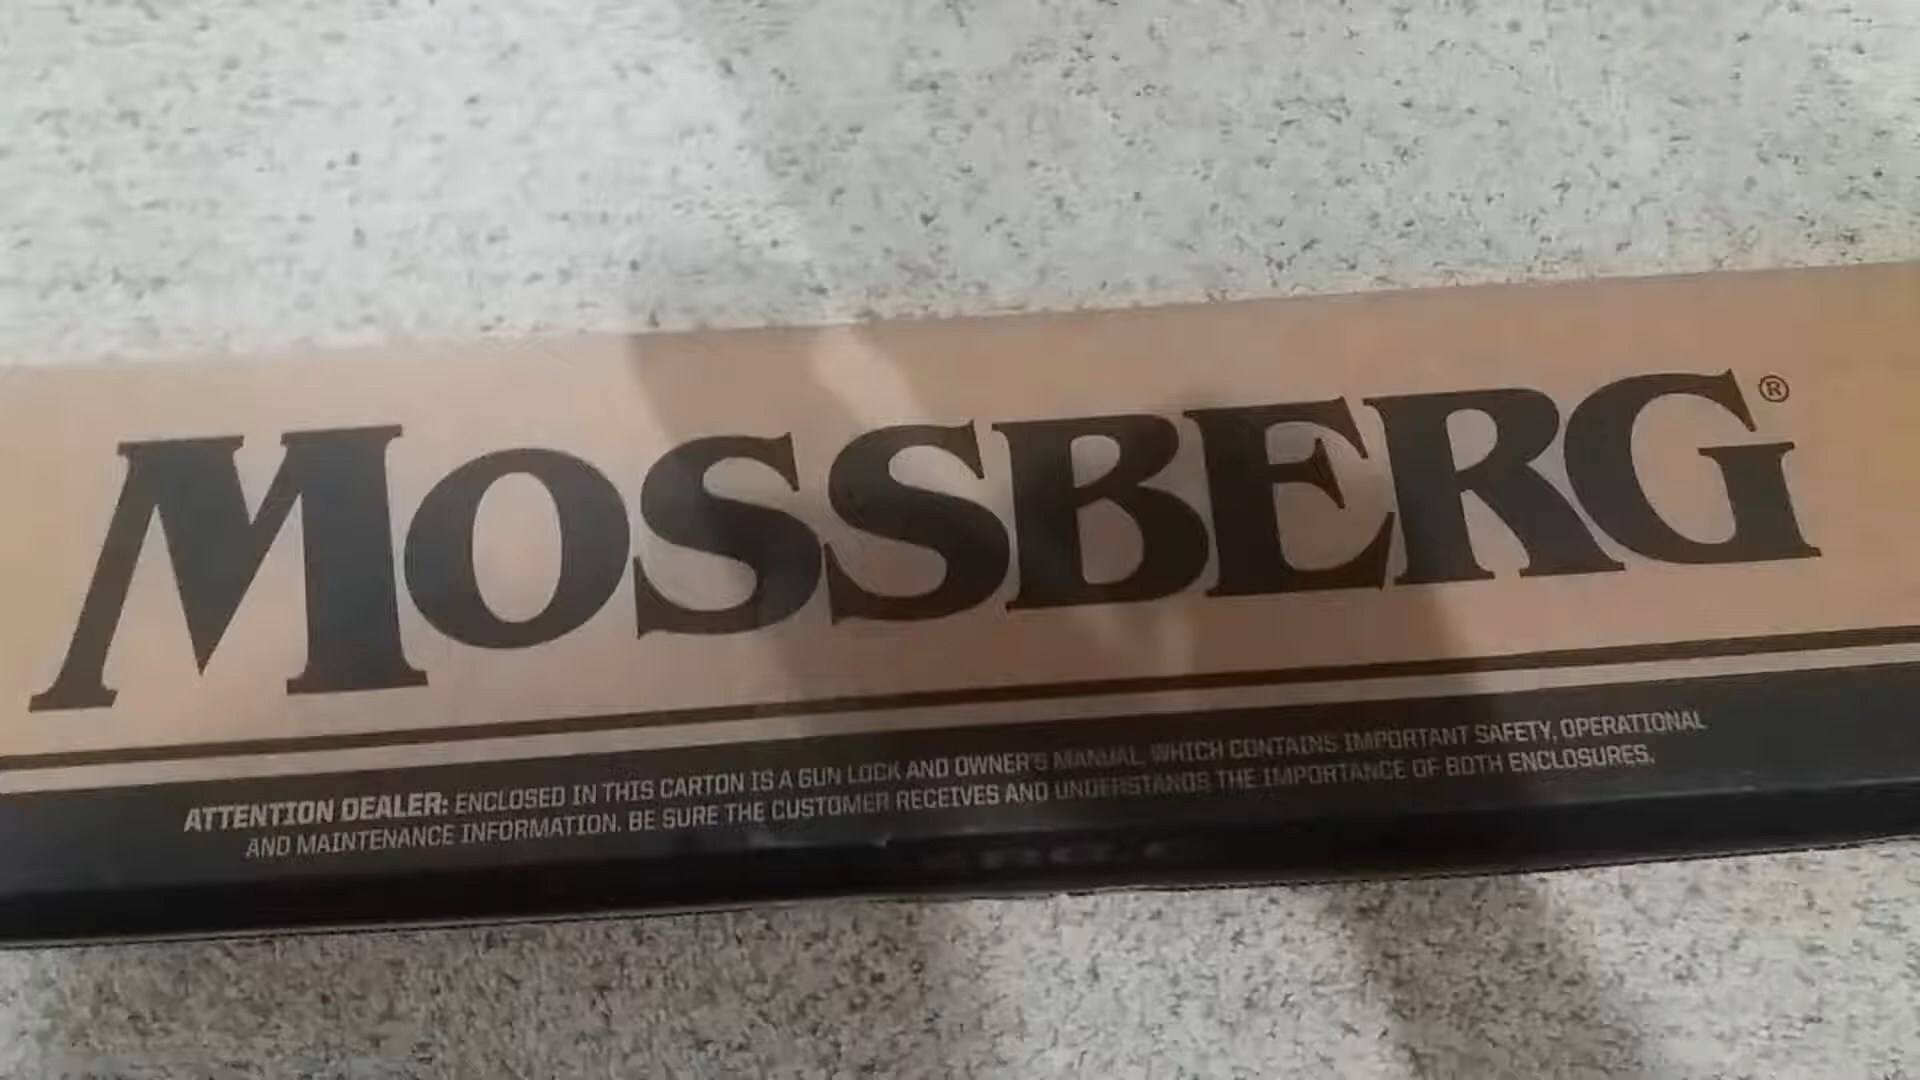 MOSSBERG®
ATTENTION DEALER: ENCLOSED IN THIS CARTON IS A GUN LOCK AND OWNER'S MANUAL, WHICH CONTAINS IMPORTANT SAFETY, OPERATIONAL
AND MAINTENANCE INFORMATION. BE SURE THE CUSTOMER RECEIVES AND UNDERSTANDS THE IMPORTANCE OF BOTH ENCLOSURES.